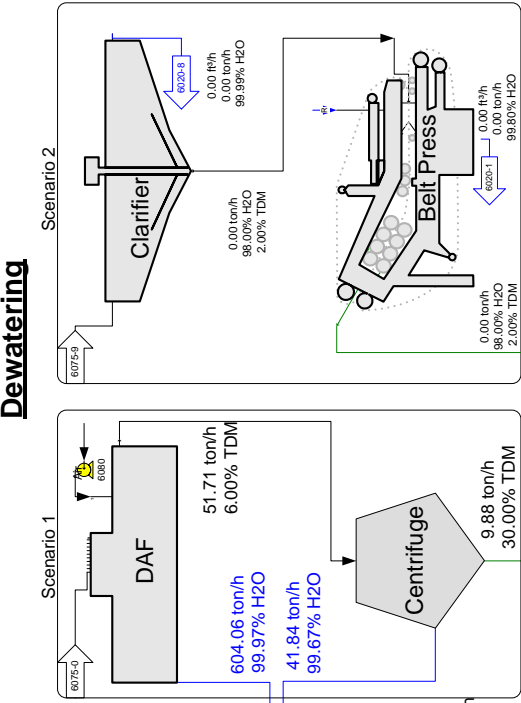 Dewatering
Scenario 1
6075-0
Air
6080
DAF
51.71 ton/h
6.00% TDM
604.06 ton/h
99.97% H2O
41.84 ton/h
99.67% H2O
Centrifuge
9.88 ton/h
30.00% TDM
Scenario 2
6075-9
Clarifier
6020-8
0.00 ft³/h
0.00 ton/h
99.99% H2O
0.00 ton/h
98.00% H2O
2.00% TDM
Belt Press
0.00 ft³/h
0.00 ton/h
99.80% H2O
6020-1
0.00 ton/h
98.00% H2O
2.00% TDM